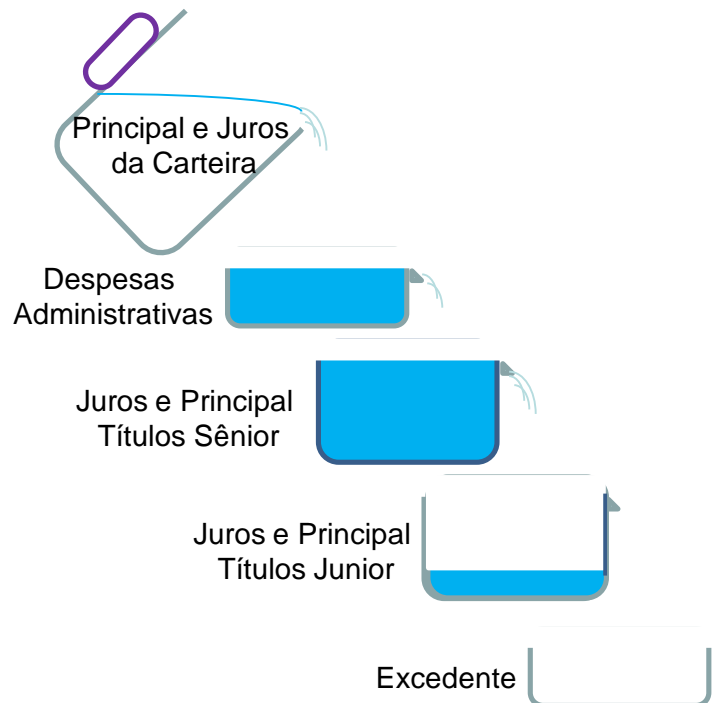 Principal e Juros
da Carteira
Despesas
Administrativas
Juros e Principal
Títulos Sênior
Juros e Principal
Títulos Junior
Excedente